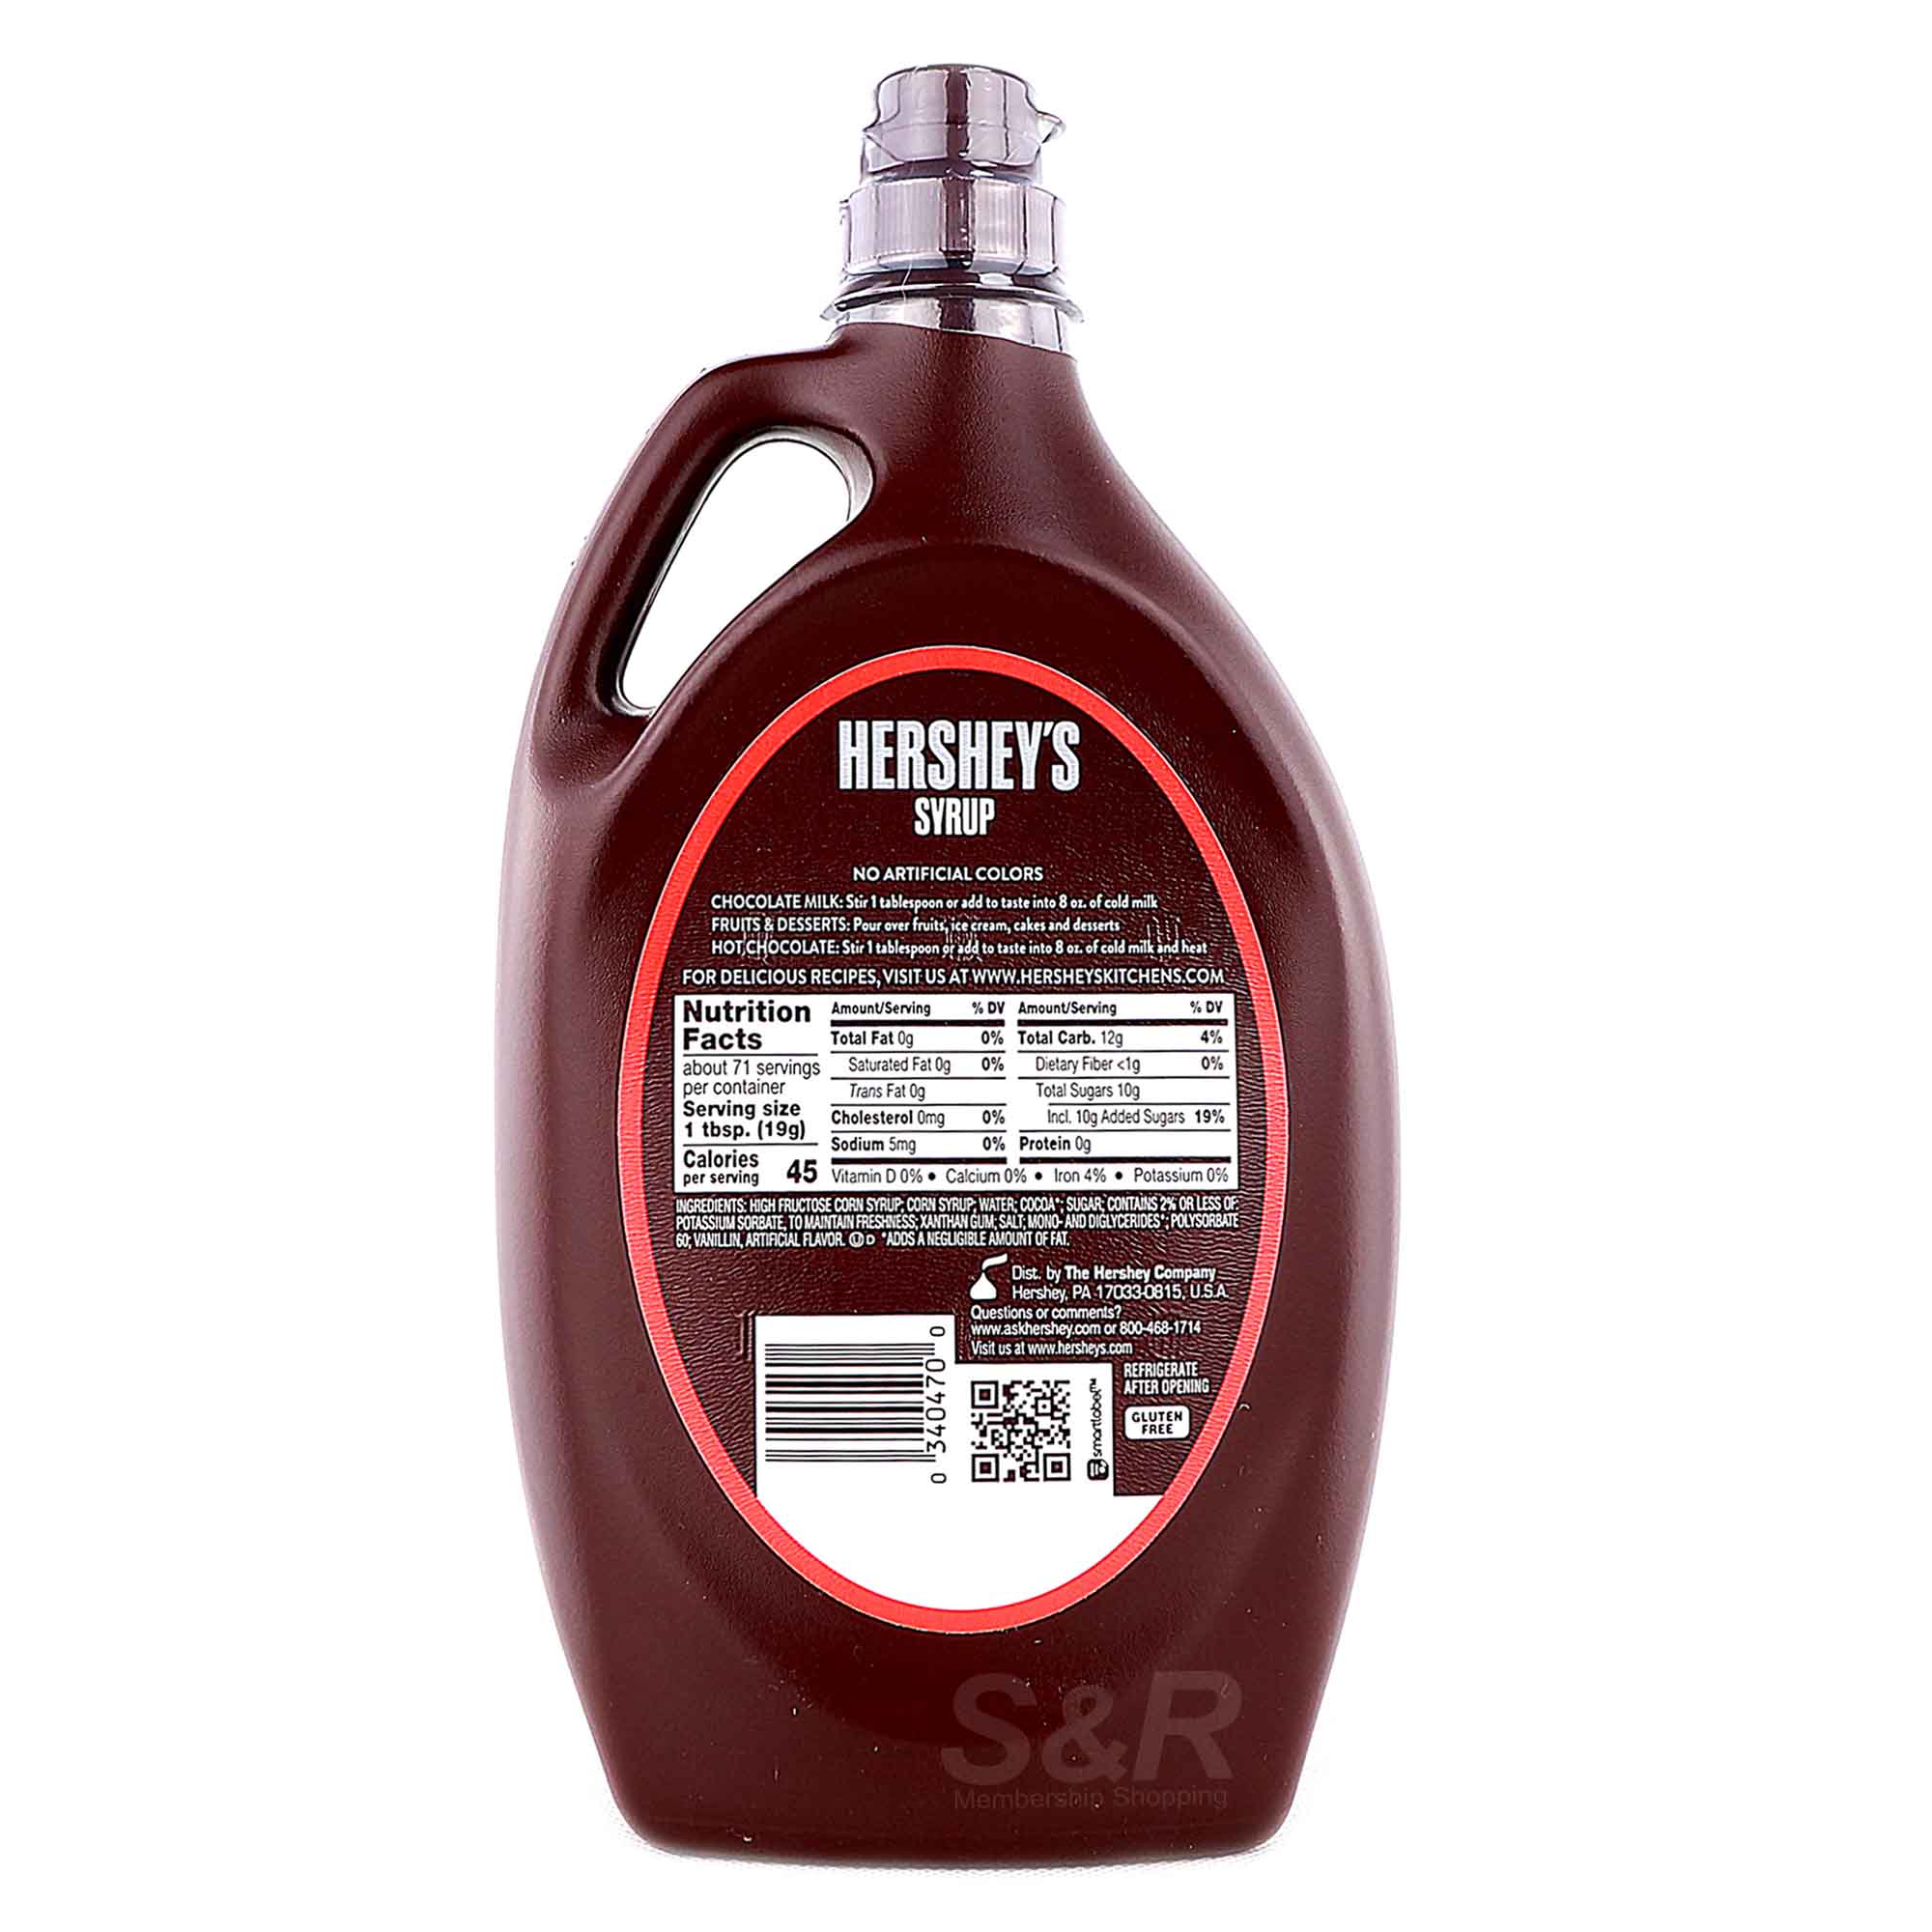 HERSHEY'S
SYRUP
NO ARTIFICIAL COLORS
CHOCOLATE MILK: Stir 1 tablespoon or add to taste into 8 oz. of cold milk
FRUITS & DESSERTS: Pour over fruits, ice cream, cakes and desserts
HOT CHOCOLATE: Stir 1 tablespoon or add to taste into 8 oz. of cold milk and heat
FOR DELICIOUS RECIPES, VISIT US AT WWW.HERSHEYSKITCHENS.COM
Nutrition
Facts
about 71 servings
per container
Serving size
1 tbsp. (19g)
Calories
per serving 45
Amount/Serving % DV
Total Fat 0g 0%
Saturated Fat 0g 0%
Trans Fat 0g
Cholesterol 0mg 0%
Sodium 5mg 0%
Amount/Serving % DV
Total Carb. 12g 4%
Dietary Fiber <1g 0%
Total Sugars 10g
Incl. 10g Added Sugars 19%
Protein 0g
Vitamin D 0% • Calcium 0% • Iron 4% • Potassium 0%
INGREDIENTS: HIGH FRUCTOSE CORN SYRUP; CORN SYRUP; WATER; COCOA*; SUGAR; CONTAINS 2% OR LESS OF:
POTASSIUM SORBATE, TO MAINTAIN FRESHNESS; XANTHAN GUM; SALT; MONO- AND DIGLYCERIDES*; POLYSORBATE
60; VANILLIN, ARTIFICIAL FLAVOR. Ⓤ D *ADDS A NEGLIGIBLE AMOUNT OF FAT.
Dist. by The Hershey Company
Hershey, PA 17033-0815, U.S.A.
Questions or comments?
www.askhershey.com or 800-468-1714
Visit us at www.hersheys.com
0 340470 0
smartlabel™
REFRIGERATE
AFTER OPENING
GLUTEN
FREE
S&R
Membership Shopping